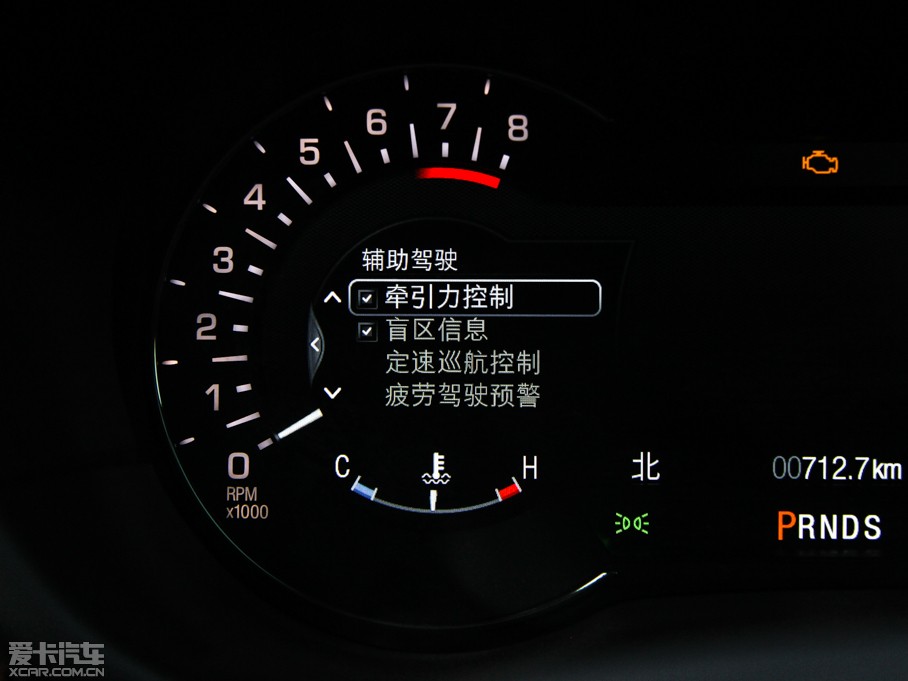 8
7
6
5
4
3
2
1
0
RPM
x1000
辅助驾驶
牵引力控制
盲区信息
定速巡航控制
疲劳驾驶预警
C
H
北
00712.7km
PRNDS
爱卡汽车
XCAR.COM.CN